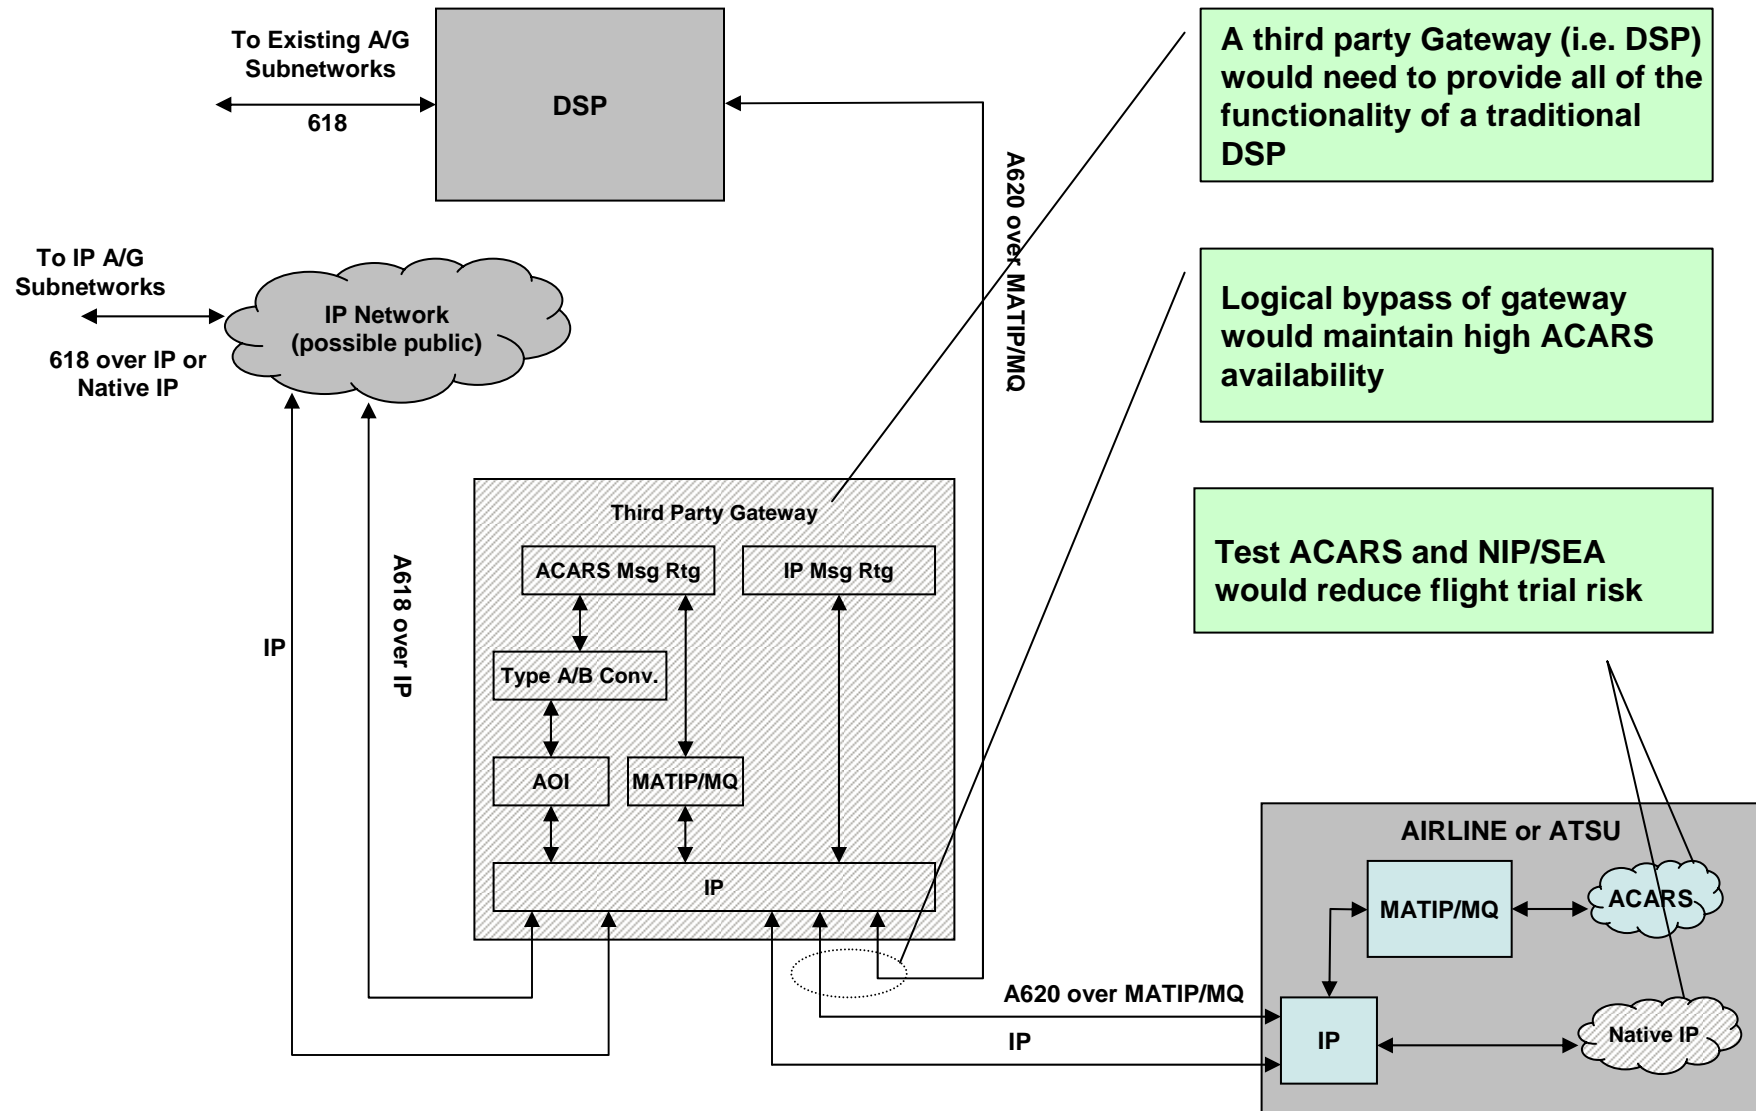 To Existing A/G
Subnetworks
618
DSP
A third party Gateway (i.e. DSP)
would need to provide all of the
functionality of a traditional
DSP
A620 over MATIP/MQ
To IP A/G
Subnetworks
618 over IP or
Native IP
IP Network
(possible public)
Logical bypass of gateway
would maintain high ACARS
availability
Test ACARS and NIP/SEA
would reduce flight trial risk
IP
A618 over IP
Third Party Gateway
ACARS Msg Rtg
IP Msg Rtg
Type A/B Conv.
AOI
MATIP/MQ
IP
A620 over MATIP/MQ
IP
AIRLINE or ATSU
MATIP/MQ
ACARS
IP
Native IP